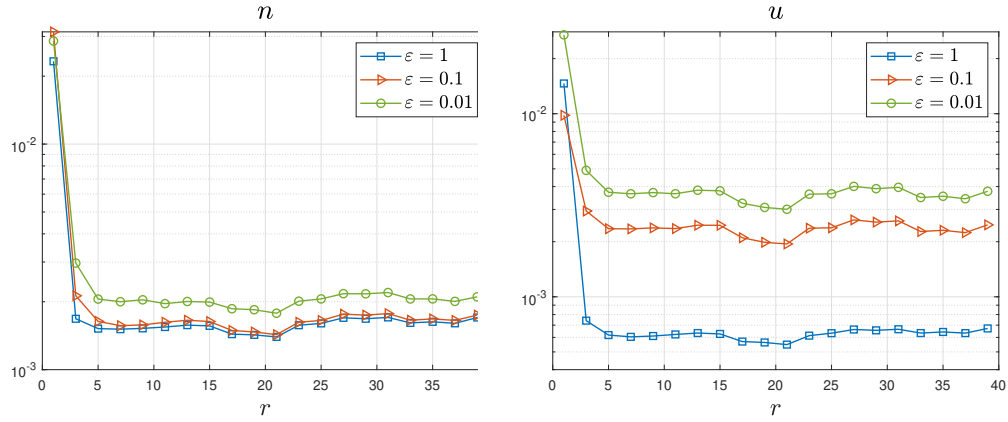 n
ε = 1
ε = 0.1
ε = 0.01
10^{-2}
10^{-3}
0 5 10 15 20 25 30 35
r
u
ε = 1
ε = 0.1
ε = 0.01
10^{-2}
10^{-3}
0 5 10 15 20 25 30 35 40
r